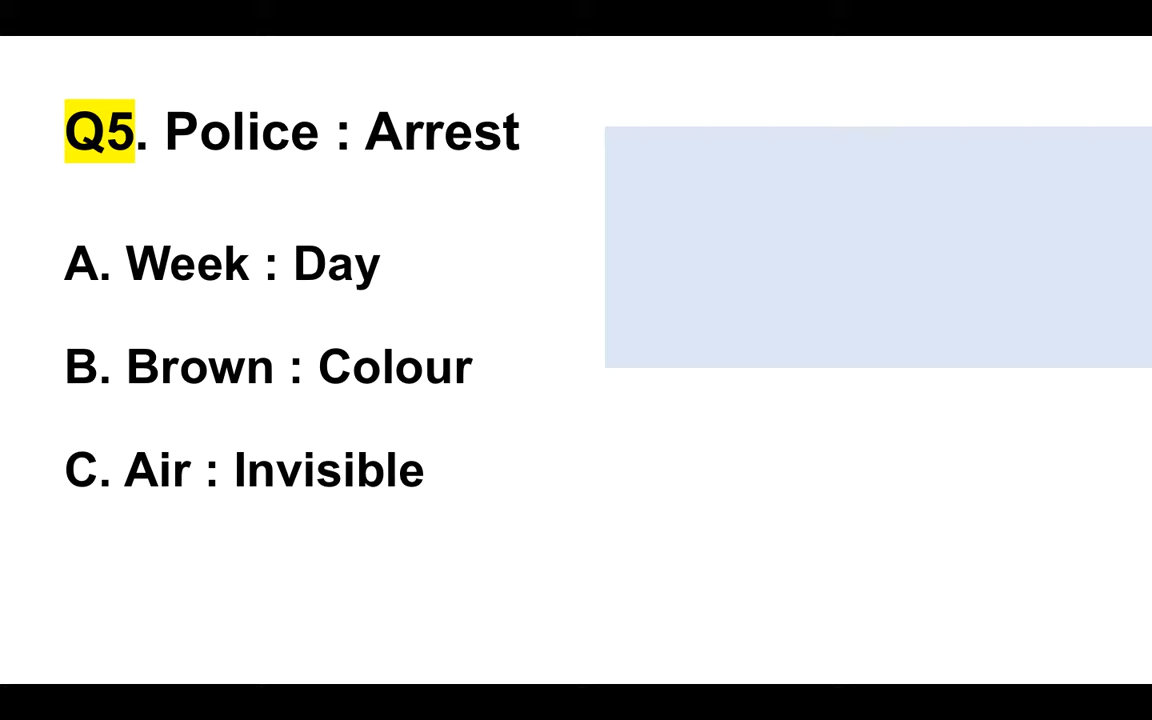 Q5. Police : Arrest
A. Week : Day
B. Brown : Colour
C. Air : Invisible